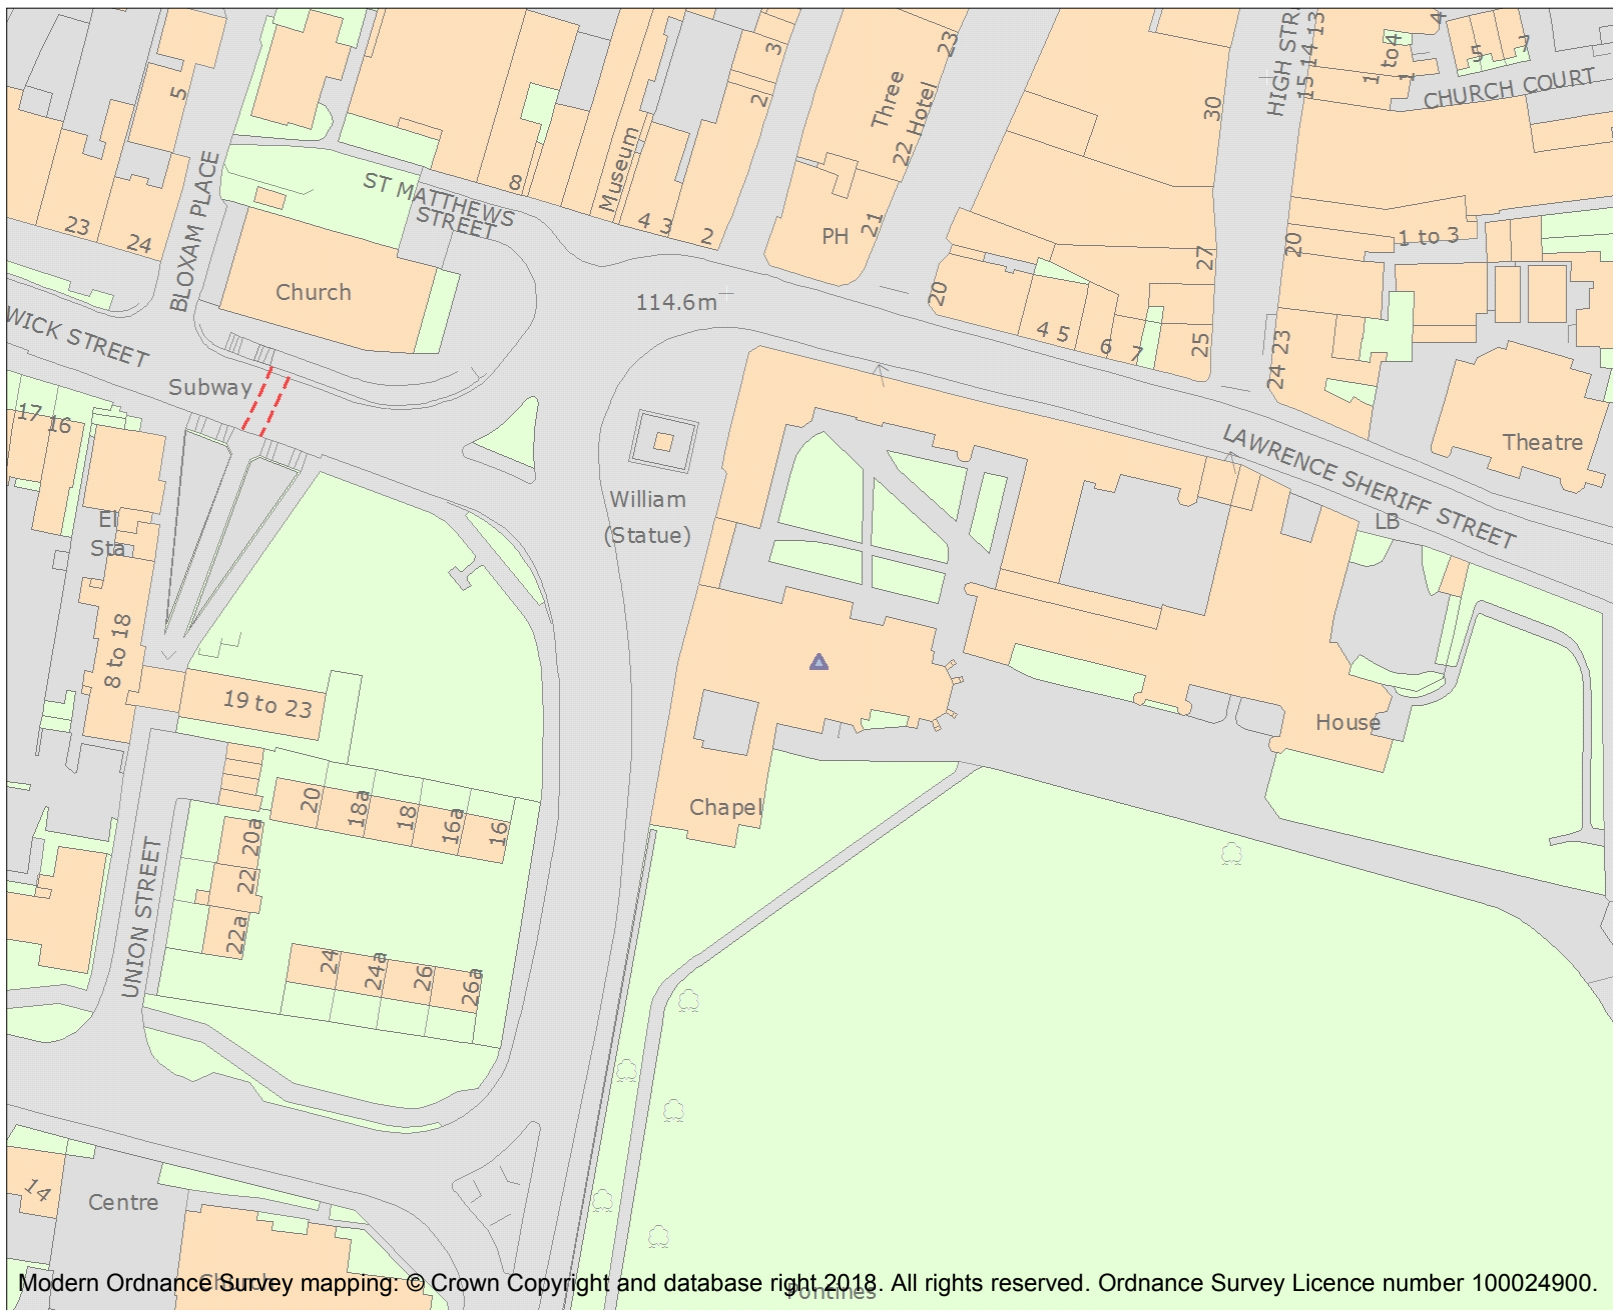 HIGH STR
15 14 13
1 to 4
1
4
5
7
CHURCH COURT
5
3
2
Three
23
22 Hotel
30
Museum
8
ST MATTHEWS
STREET
4 3
2
PH
21
23
24
BLOXAM PLACE
Church
114.6m
20
4 5
6
7
27
25
20
1 to 3
24 23
WICK STREET
Subway
17 16
LAWRENCE SHERIFF STREET
Theatre
William
(Statue)
LB
El
Sta
8 to 18
19 to 23
House
Chapel
20
18a
18
16a
16
20a
22
22a
UNION STREET
24
24a
26
26a
14
Centre
Church
Pontines
Modern Ordnance Survey mapping: © Crown Copyright and database right 2018. All rights reserved. Ordnance Survey Licence number 100024900.